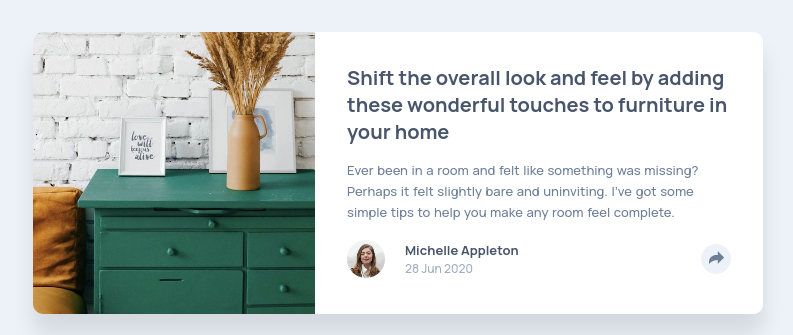 love
will
keep us
alive
Shift the overall look and feel by adding
these wonderful touches to furniture in
your home
Ever been in a room and felt like something was missing?
Perhaps it felt slightly bare and uninviting. I’ve got some
simple tips to help you make any room feel complete.
Michelle Appleton
28 Jun 2020